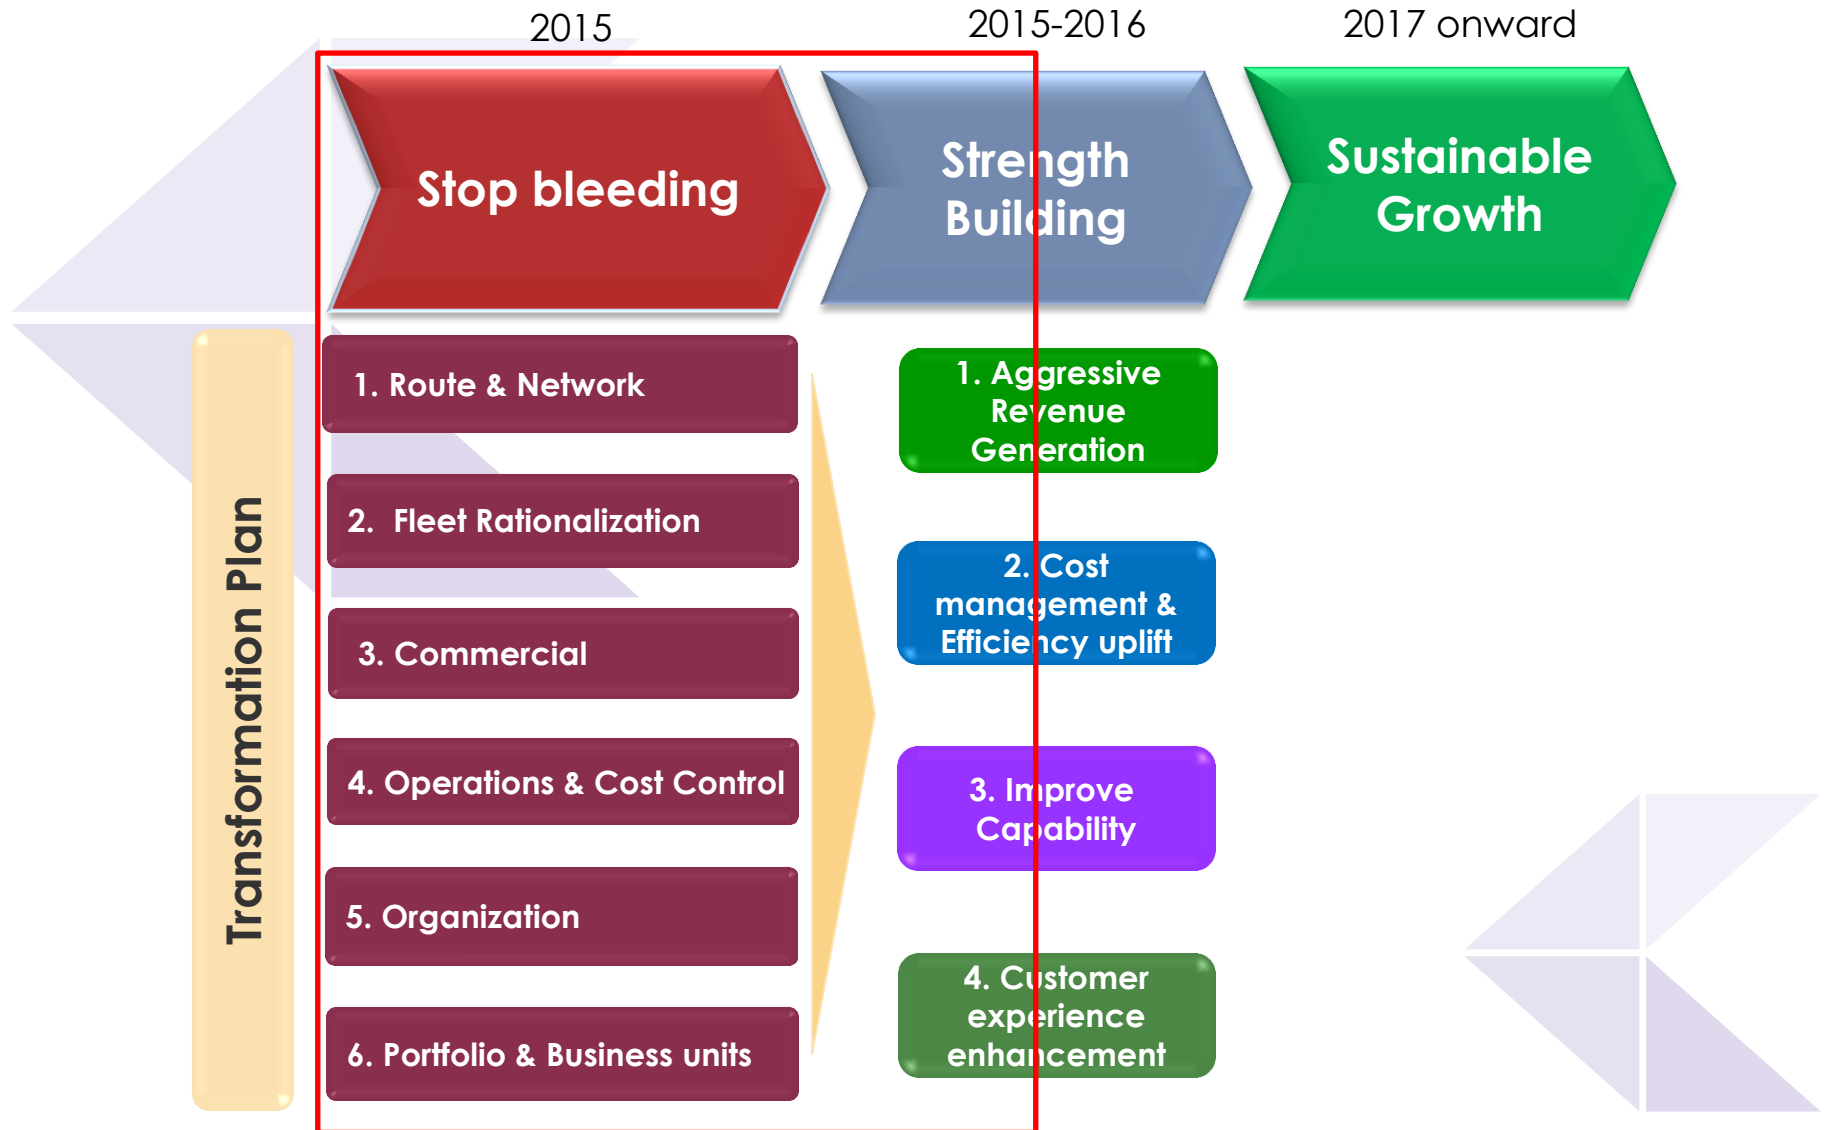 2015
2015-2016
2017 onward
Stop bleeding
Strength
Building
Sustainable
Growth
Transformation Plan
1. Route & Network
2. Fleet Rationalization
3. Commercial
4. Operations & Cost Control
5. Organization
6. Portfolio & Business units
1. Aggressive
Revenue
Generation
2. Cost
management &
Efficiency uplift
3. Improve
Capability
4. Customer
experience
enhancement